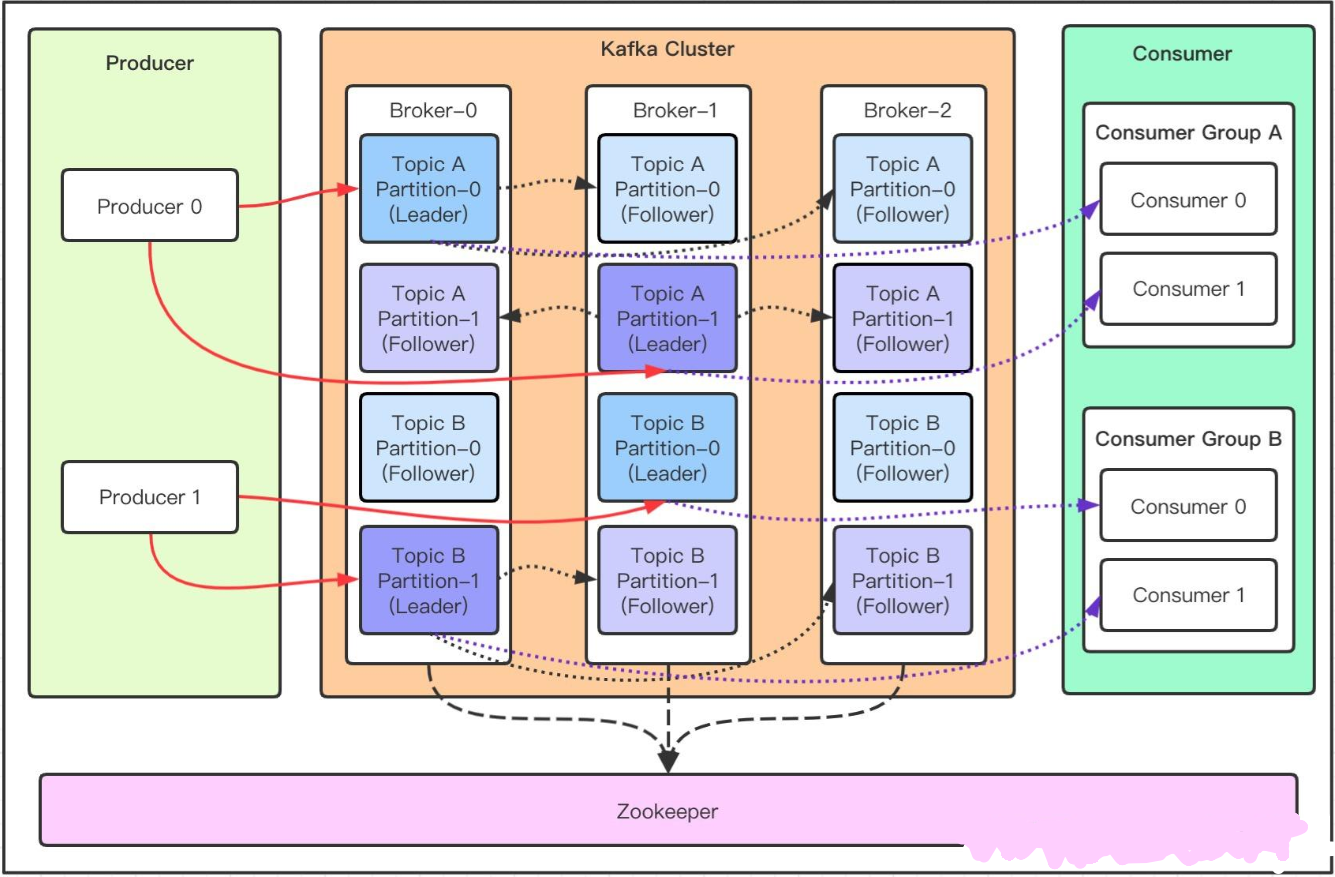 Producer
Producer 0
Producer 1
Kafka Cluster
Broker-0
Topic A
Partition-0
(Leader)
Topic A
Partition-1
(Follower)
Topic B
Partition-0
(Follower)
Topic B
Partition-1
(Leader)
Broker-1
Topic A
Partition-0
(Follower)
Topic A
Partition-1
(Leader)
Topic B
Partition-0
(Leader)
Topic B
Partition-1
(Follower)
Broker-2
Topic A
Partition-0
(Follower)
Topic A
Partition-1
(Follower)
Topic B
Partition-0
(Follower)
Topic B
Partition-1
(Follower)
Consumer
Consumer Group A
Consumer 0
Consumer 1
Consumer Group B
Consumer 0
Consumer 1
Zookeeper